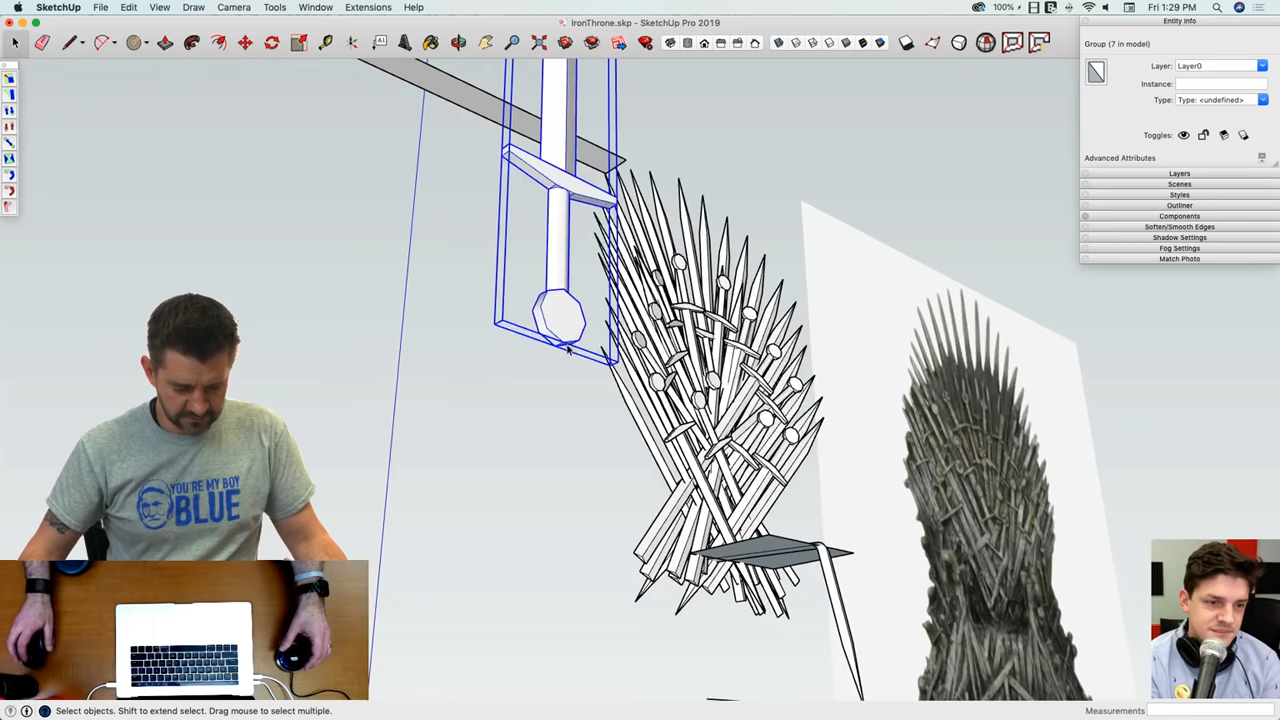 SketchUp File Edit View Draw Camera Tools Window Extensions Help
100% Fri 1:29 PM
IronThrone.skp - SketchUp Pro 2019
Entity Info
Group (7 in model)
Layer: Layer0
Instance:
Type: Type: <undefined>
Toggles:
Advanced Attributes
Layers
Scenes
Styles
Outliner
Components
Soften/Smooth Edges
Shadow Settings
Fog Settings
Match Photo
YOU'RE MY BOY
BLUE
Select objects. Shift to extend select. Drag mouse to select multiple.
Measurements